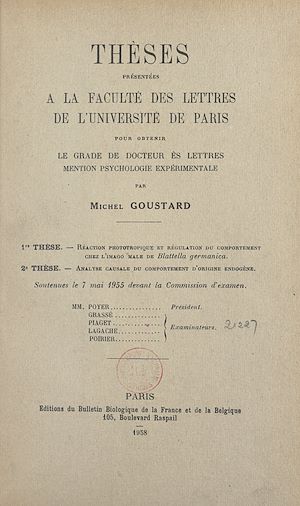 THÈSES
PRÉSENTÉES
A LA FACULTÉ DES LETTRES
DE L'UNIVERSITÉ DE PARIS
POUR OBTENIR
LE GRADE DE DOCTEUR ÈS LETTRES
MENTION PSYCHOLOGIE EXPÉRIMENTALE
PAR
MICHEL GOUSTARD
1re THÈSE. — RÉACTION PHOTOTROPIQUE ET RÉGULATION DU COMPORTEMENT
CHEZ L'IMAGO MALE DE Blattella germanica.
2e THÈSE. — ANALYSE CAUSALE DU COMPORTEMENT D'ORIGINE ENDOGÈNE.
Soutenues le 7 mai 1955 devant la Commission d'examen.
MM. POYER .............. Président.
GRASSÉ ..............
PIAGET ..............
LAGACHE ..............
POIRIER ..............
Examinateurs.
21227
PARIS
Editions du Bulletin Biologique de la France et de la Belgique
105, Boulevard Raspail
—
1958